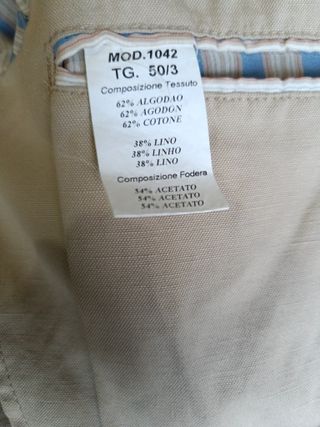 MOD.1042
TG. 50/3
Composizione Tessuto
62% ALGODAO
62% AGODGN
62% COTONE
38% LINO
38% LINHO
38% LINO
Composizione Fodera
54% ACETATO
54% ACETATO
54% ACETATO